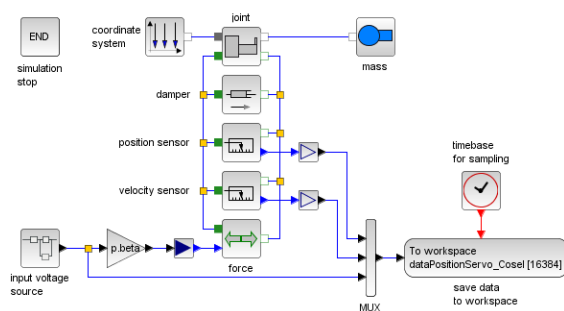 coordinate
system
joint
END
simulation
stop
mass
damper
position sensor
timebase
for sampling
velocity sensor
input voltage
source
p.beta
force
MUX
To workspace
dataPositionServo_Cosel [16384]
save data
to workspace